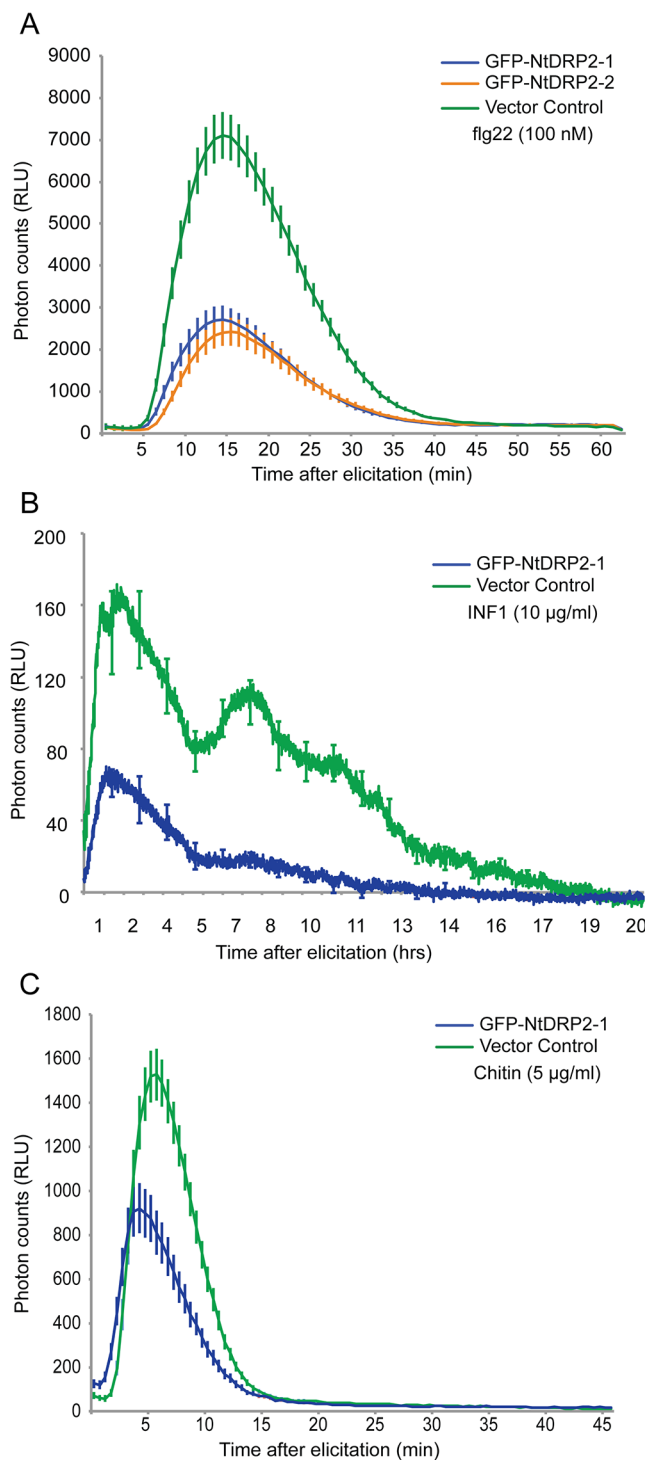 A
Photon counts (RLU)
9000
8000
7000
6000
5000
4000
3000
2000
1000
0
GFP-NtDRP2-1
GFP-NtDRP2-2
Vector Control
flg22 (100 nM)
5 10 15 20 25 30 35 40 45 50 55 60
Time after elicitation (min)
B
Photon counts (RLU)
200
160
120
80
40
0
GFP-NtDRP2-1
Vector Control
INF1 (10 µg/ml)
1 2 4 5 7 8 10 11 13 14 16 17 19 20
Time after elicitation (hrs)
C
Photon counts (RLU)
1800
1600
1400
1200
1000
800
600
400
200
0
GFP-NtDRP2-1
Vector Control
Chitin (5 µg/ml)
5 10 15 20 25 30 35 40 45
Time after elicitation (min)